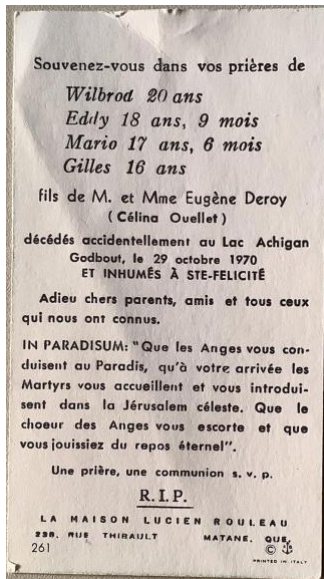 Souvenez-vous dans vos prières de
Wilbrod 20 ans
Eddy 18 ans, 9 mois
Mario 17 ans, 6 mois
Gilles 16 ans
fils de M. et Mme Eugène Deroy
(Célina Ouellet)
décédés accidentellement au Lac Achigan
Godbout, le 29 octobre 1970
ET INHUMÉS À STE-FELICITÉ
Adieu chers parents, amis et tous ceux
qui nous ont connus.
IN PARADISUM: "Que les Anges vous con-
duisent au Paradis, qu'à votre arrivée les
Martyrs vous accueillent et vous introdui-
sent dans la Jérusalem céleste. Que le
choeur des Anges vous escorte et que
vous jouissiez du repos éternel".
Une prière, une communion s. v. p.
R.I.P.
LA MAISON LUCIEN ROULEAU
238, RUE THIBAULT MATANE, QUE,
261 ©
PRINTED IN ITALY